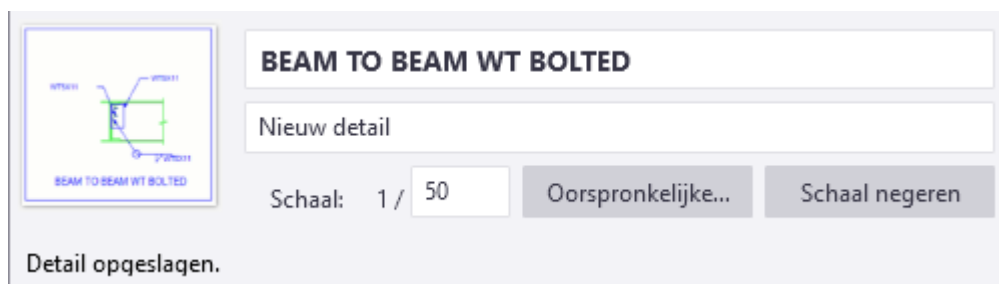 BEAM TO BEAM WT BOLTED
Nieuw detail
BEAM TO BEAM WT BOLTED
Schaal: 1 / 50 Oorspronkelijke... Schaal negeren
Detail opgeslagen.